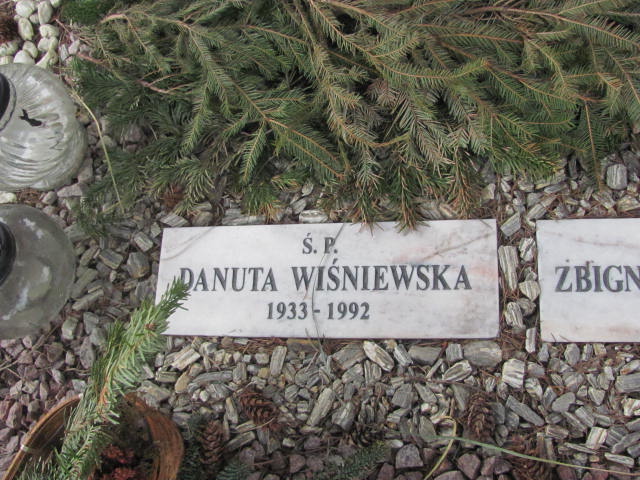 Ś. P.
DANUTA WIŚNIEWSKA
1933-1992